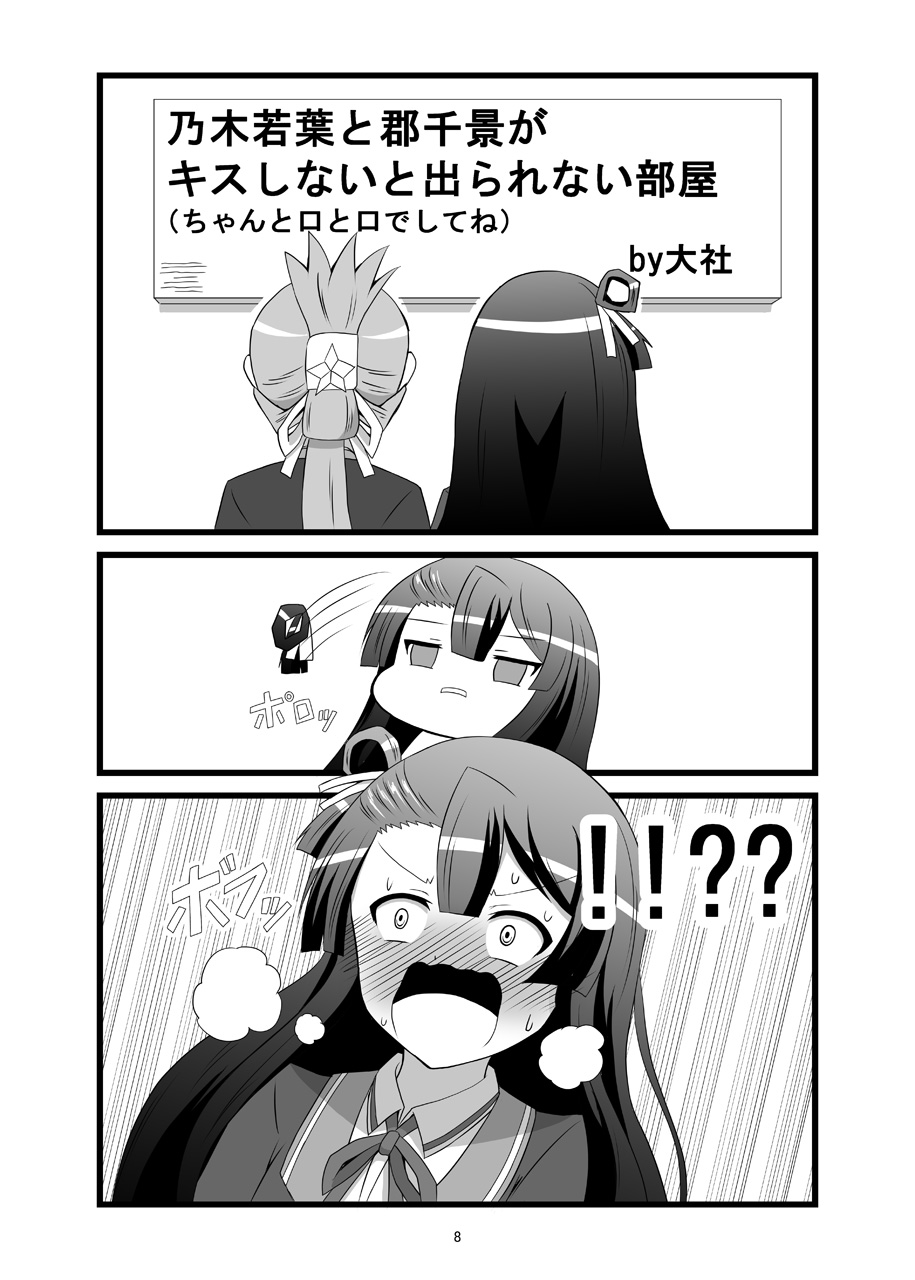 乃木若葉と郡千景が
キスしないと出られない部屋
(ちゃんと口と口でしてね)
by大社
ポロッ
!!??
ボフッ
8